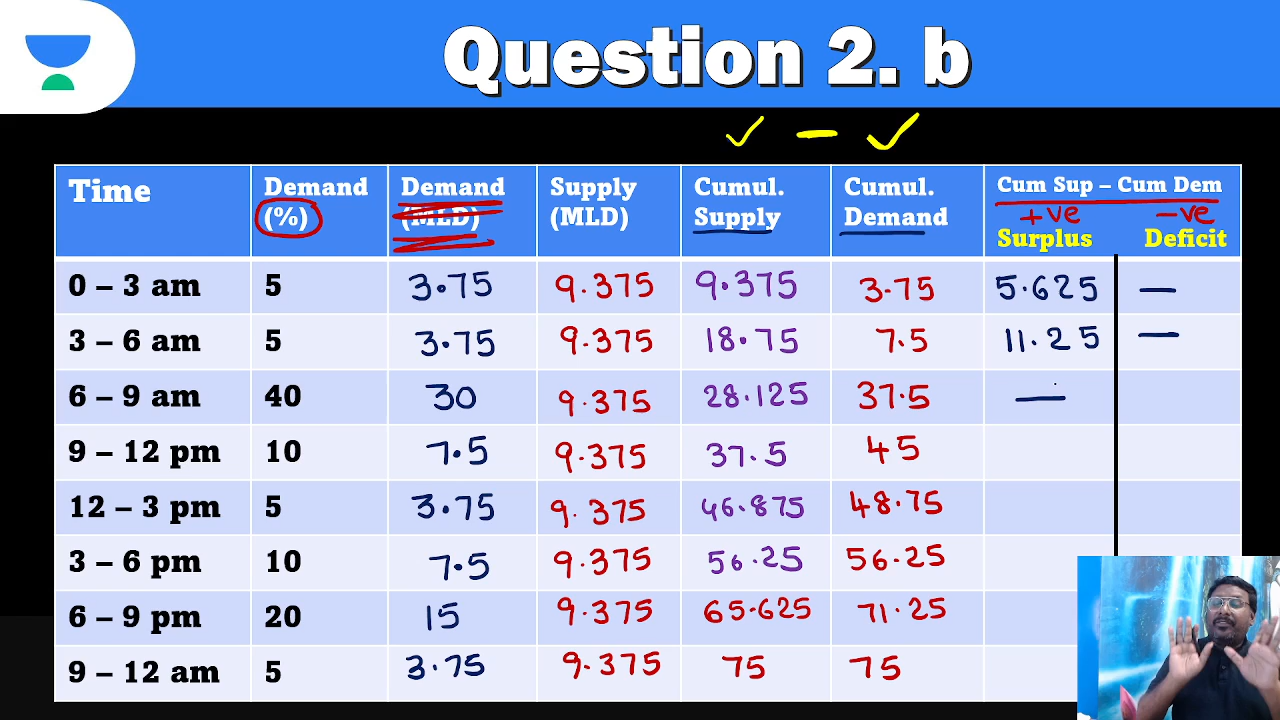 Question 2. b
Time Demand (%) Demand (MLD) Supply (MLD) Cumul. Supply Cumul. Demand Cum Sup – Cum Dem
+ve Surplus -ve Deficit
0 – 3 am 5 3.75 9.375 9.375 3.75 5.625 —
3 – 6 am 5 3.75 9.375 18.75 7.5 11.25 —
6 – 9 am 40 30 9.375 28.125 37.5 —
9 – 12 pm 10 7.5 9.375 37.5 45
12 – 3 pm 5 3.75 9.375 46.875 48.75
3 – 6 pm 10 7.5 9.375 56.25 56.25
6 – 9 pm 20 15 9.375 65.625 71.25
9 – 12 am 5 3.75 9.375 75 75